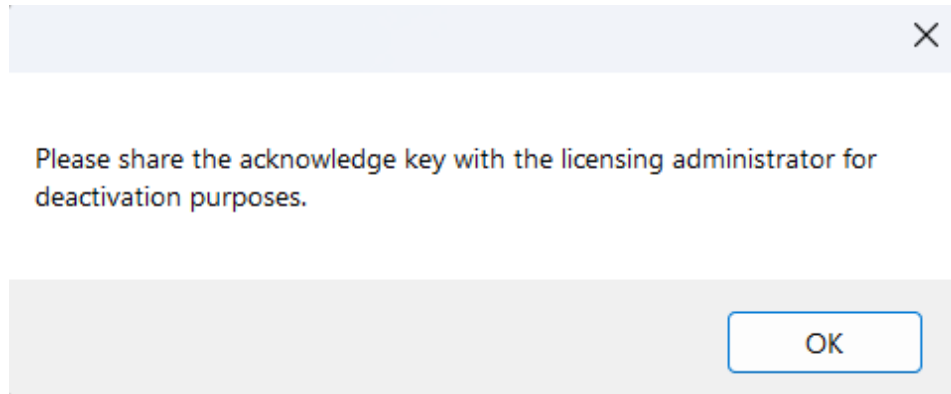 Please share the acknowledge key with the licensing administrator for
deactivation purposes.
OK